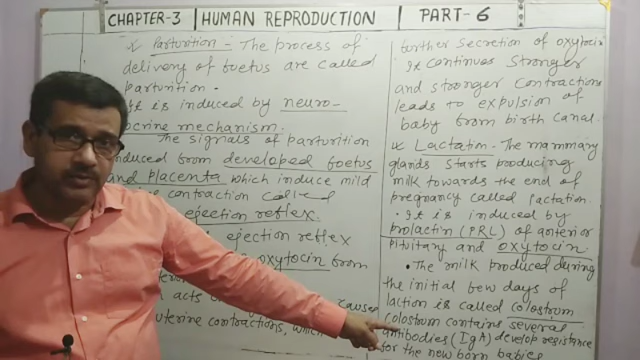 CHAPTER-3 HUMAN REPRODUCTION PART-6
* Parturition - The process of
delivery of foetus are called
parturition.
It is induced by neuro-
ocrine mechanism.
The signals of parturition
induced from developed foetus
and placenta which induce mild
contraction called
ejection reflex.
ejection reflex
oxytocin from
acts caused
uterine contractions, which
further secretion of oxytocin
It continues stronger
and stronger contractions
leads to expulsion of
baby from birth canal.
* Lactatim - The mammary
glands starts producing
milk towards the end of
pregnancy called lactation.
• It is induced by
prolactin (PRL) of anterior
pituitary and oxytocin.
• The milk produced during
the initial few days of
laction is called colostrum
Colostrum contains several
antibodies (IgA) develop resistance
for the new born babies